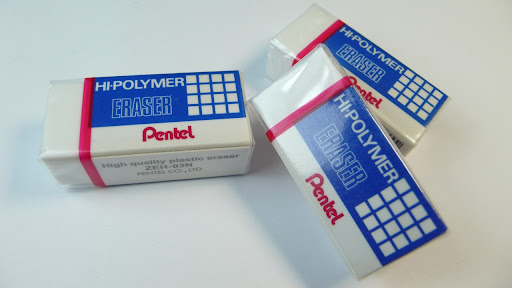 HI-POLYMER
ERASER
Pentel
High quality plastic eraser
ZEH-03N
PENTEL CO., LTD.
HI-POLYMER
ERASER
Pentel
HI-POLYMER
ERASER
Pentel